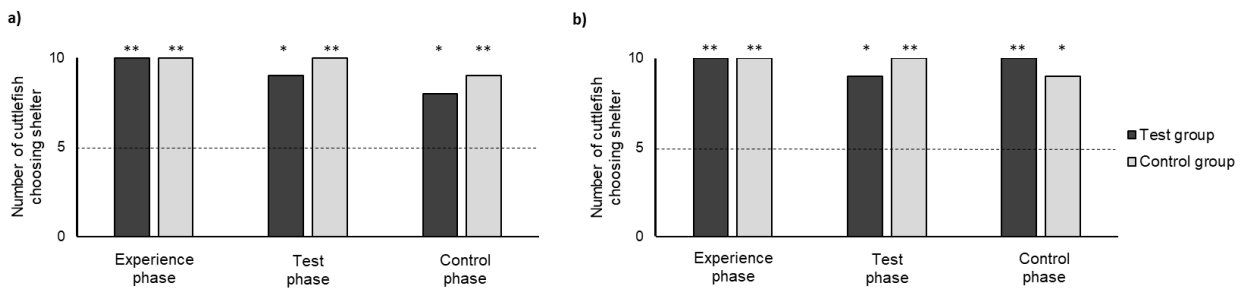 a)
Number of cuttlefish
choosing shelter
10
5
0
** ** * ** * **
Experience
phase
Test
phase
Control
phase
b)
Number of cuttlefish
choosing shelter
10
5
0
** ** * ** ** *
Experience
phase
Test
phase
Control
phase
Test group
Control group